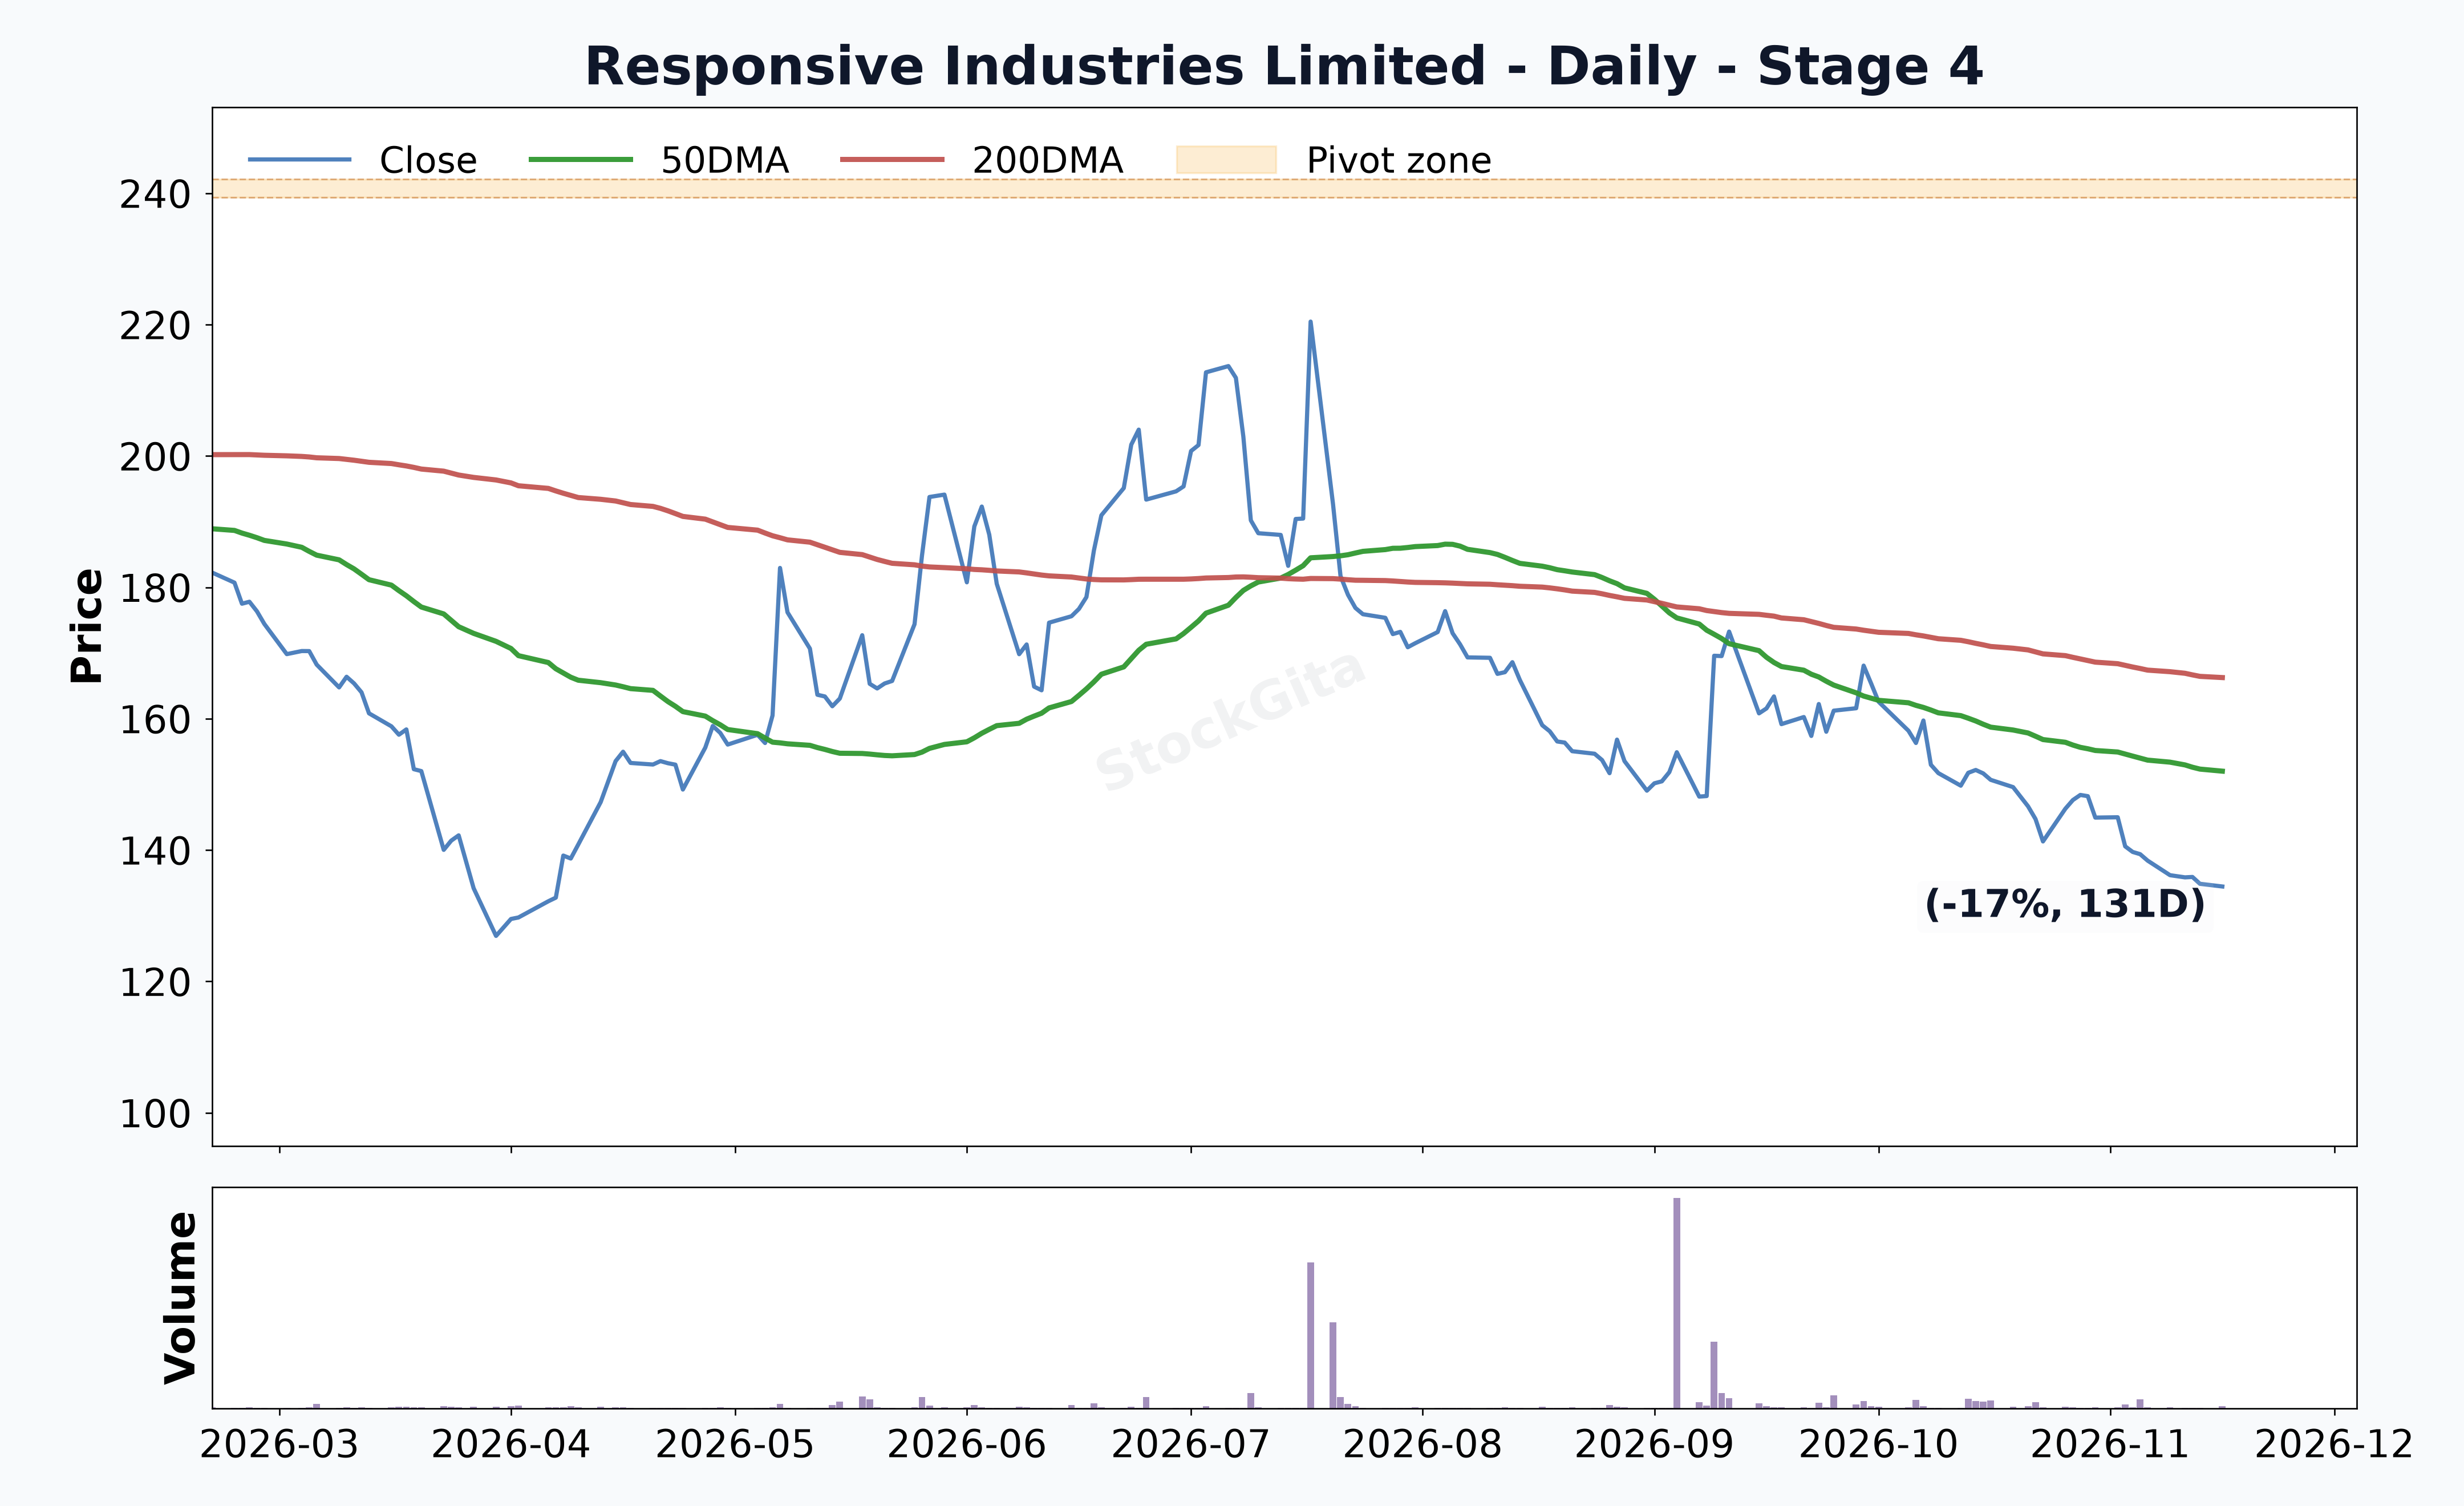 Responsive Industries Limited - Daily - Stage 4
Close 50DMA 200DMA Pivot zone
240
220
200
180
160
140
120
100
Price
StockGita
(-17%, 131D)
Volume
2026-03 2026-04 2026-05 2026-06 2026-07 2026-08 2026-09 2026-10 2026-11 2026-12